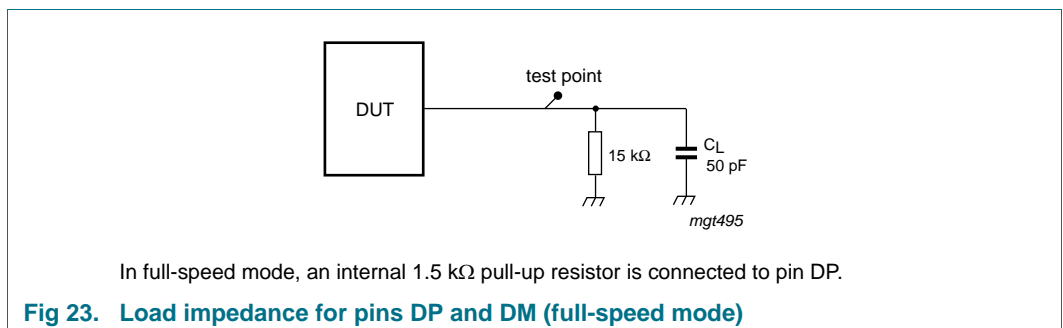 test point
DUT
15 kΩ
CL
50 pF
mgt495
In full-speed mode, an internal 1.5 kΩ pull-up resistor is connected to pin DP.
Fig 23. Load impedance for pins DP and DM (full-speed mode)